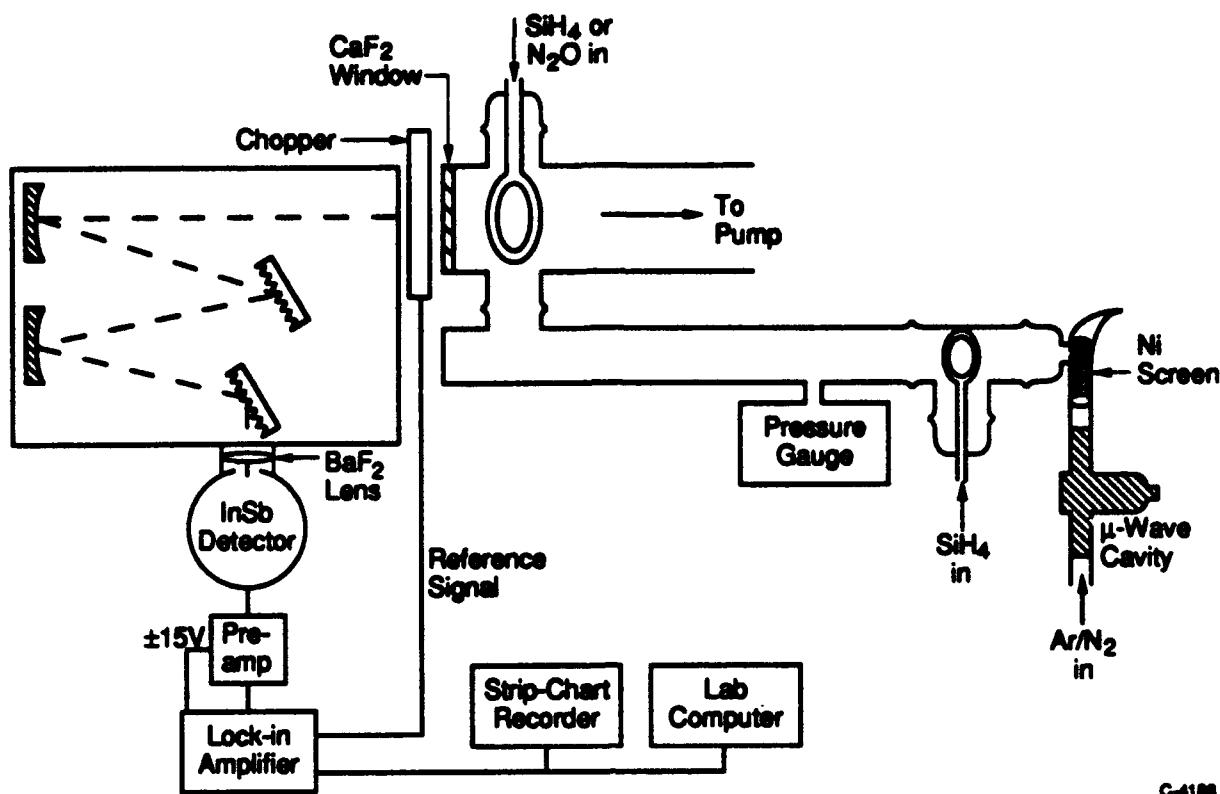 SiH4 or
N2O in
CaF2
Window
Chopper
To
Pump
Ni
Screen
Pressure
Gauge
BaF2
Lens
InSb
Detector
SiH4
in
μ-Wave
Cavity
Reference
Signal
±15V
Pre-
amp
Ar/N2
in
Strip-Chart
Recorder
Lab
Computer
Lock-in
Amplifier
C-4186